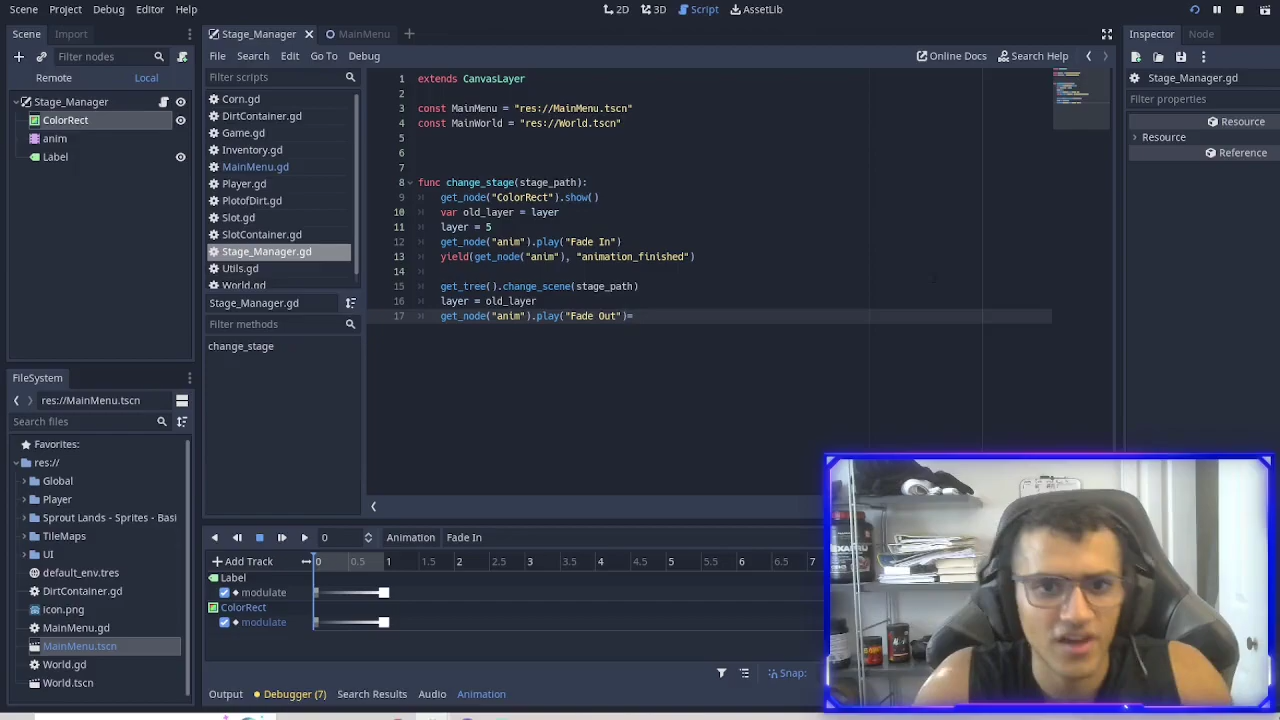 Scene Project Debug Editor Help
2D 3D Script AssetLib
Scene Import
Filter nodes
Remote Local
Stage_Manager
ColorRect
anim
Label
Stage_Manager MainMenu
File Search Edit Go To Debug
Online Docs Search Help
Filter scripts
Corn.gd
DirtContainer.gd
Game.gd
Inventory.gd
MainMenu.gd
Player.gd
PlotofDirt.gd
Slot.gd
SlotContainer.gd
Stage_Manager.gd
Utils.gd
World.gd
Stage_Manager.gd
Filter methods
change_stage
1 extends CanvasLayer
2
3 const MainMenu = "res://MainMenu.tscn"
4 const MainWorld = "res://World.tscn"
5
6
7
8 func change_stage(stage_path):
9 get_node("ColorRect").show()
10 var old_layer = layer
11 layer = 5
12 get_node("anim").play("Fade In")
13 yield(get_node("anim"), "animation_finished")
14
15 get_tree().change_scene(stage_path)
16 layer = old_layer
17 get_node("anim").play("Fade Out")=
Inspector Node
Stage_Manager.gd
Filter properties
Resource
Resource
Reference
FileSystem
res://MainMenu.tscn
Search files
Favorites:
res://
Global
Player
Sprout Lands - Sprites - Basi
TileMaps
UI
default_env.tres
DirtContainer.gd
icon.png
MainMenu.gd
MainMenu.tscn
World.gd
World.tscn
0 Animation Fade In
Add Track 0 0.5 1 1.5 2 2.5 3 3.5 4 4.5 5 5.5 6 6.5 7
Label
modulate
ColorRect
modulate
Snap:
Output Debugger (7) Search Results Audio Animation